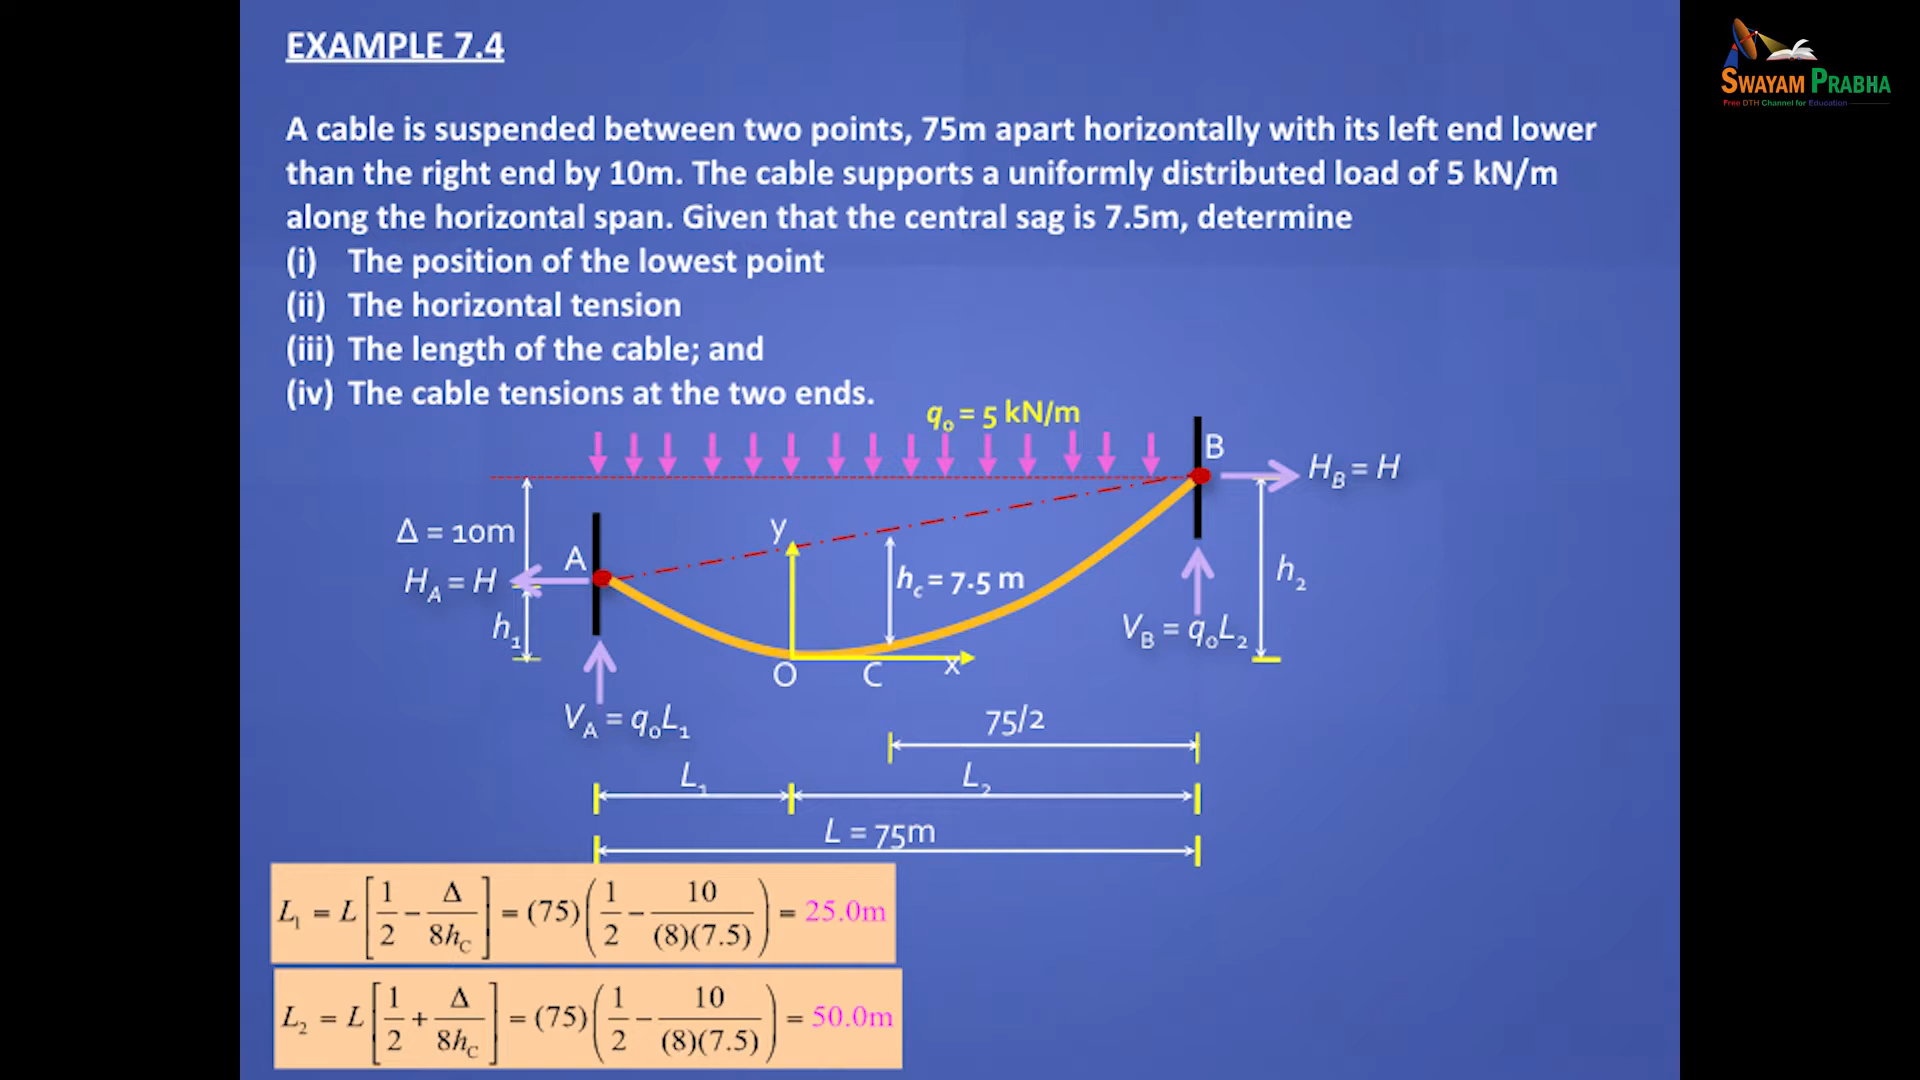 EXAMPLE 7.4
SWAYAM PRABHA
Free DTH Channel for Education
A cable is suspended between two points, 75m apart horizontally with its left end lower
than the right end by 10m. The cable supports a uniformly distributed load of 5 kN/m
along the horizontal span. Given that the central sag is 7.5m, determine
(i) The position of the lowest point
(ii) The horizontal tension
(iii) The length of the cable; and
(iv) The cable tensions at the two ends.
q₀ = 5 kN/m
B
H_B = H
Δ = 10m
y
A
H_A = H
h_c = 7.5 m
h₂
h₁
V_B = q₀L₂
O
C
x
V_A = q₀L₁
75/2
L₁
L₂
L = 75m
L₁ = L [1/2 − Δ/8h_C] = (75) (1/2 − 10/(8)(7.5)) = 25.0m
L₂ = L [1/2 + Δ/8h_C] = (75) (1/2 − 10/(8)(7.5)) = 50.0m